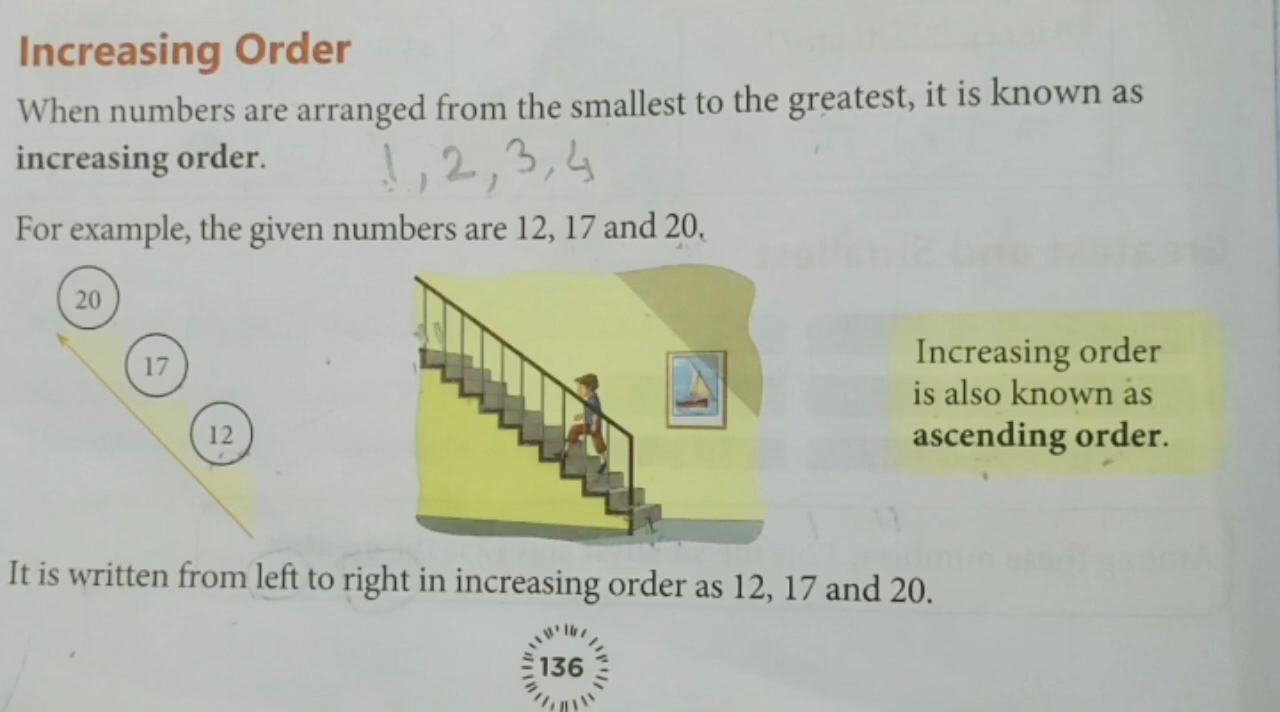 Increasing Order
When numbers are arranged from the smallest to the greatest, it is known as
increasing order.
1, 2, 3, 4
For example, the given numbers are 12, 17 and 20.
20
17
12
Increasing order
is also known as
ascending order.
It is written from left to right in increasing order as 12, 17 and 20.
136